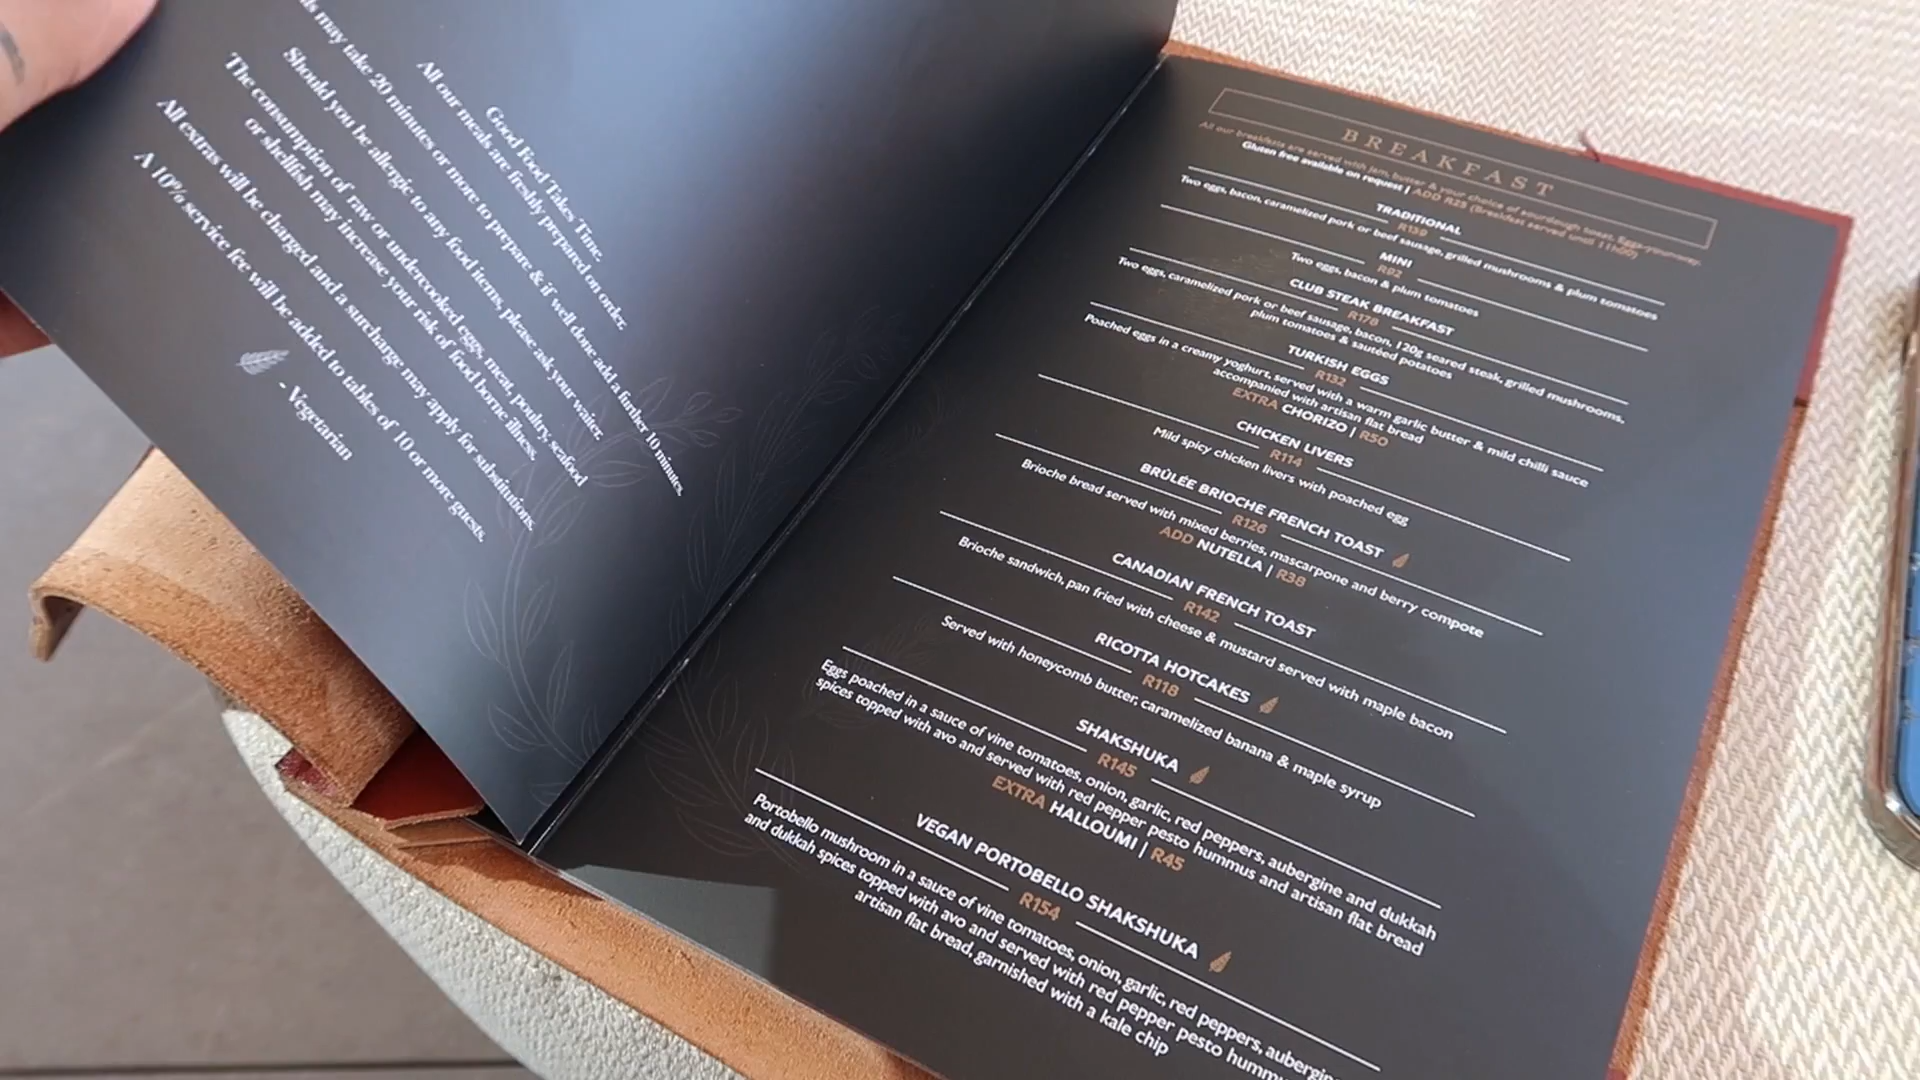 Good Food Takes Time.
All our meals are freshly prepared on order.
may take 20 minutes or more to prepare & if well done add a further 10 minutes.
Should you be allergic to any food items, please ask your waiter.
The consumption of raw or undercooked eggs, meat, poultry, seafood
or shellfish may increase your risk of food borne illness.
All extras will be charged and a surcharge may apply for substitutions.
A 10% service fee will be added to tables of 10 or more guests.
- Vegetarian
BREAKFAST
All our breakfasts are served with jam, butter & your choice of sourdough toast. Eggs your way.
Gluten free available on request | ADD R25 (Breakfast served until 11h00)
TRADITIONAL
R139
Two eggs, bacon, caramelized pork or beef sausage, grilled mushrooms & plum tomatoes
MINI
R92
Two eggs, bacon & plum tomatoes
CLUB STEAK BREAKFAST
R178
Two eggs, caramelized pork or beef sausage, bacon, 120g seared steak, grilled mushrooms,
plum tomatoes & sautéed potatoes
TURKISH EGGS
R132
Poached eggs in a creamy yoghurt, served with a warm garlic butter & mild chilli sauce
accompanied with artisan flat bread
EXTRA CHORIZO | R50
CHICKEN LIVERS
R114
Mild spicy chicken livers with poached egg
BRÛLÉE BRIOCHE FRENCH TOAST
R126
Brioche bread served with mixed berries, mascarpone and berry compote
ADD NUTELLA | R38
CANADIAN FRENCH TOAST
R142
Brioche sandwich, pan fried with cheese & mustard served with maple bacon
RICOTTA HOTCAKES
R118
Served with honeycomb butter, caramelized banana & maple syrup
SHAKSHUKA
R145
Eggs poached in a sauce of vine tomatoes, onion, garlic, red peppers, aubergine and dukkah
spices topped with avo and served with red pepper pesto hummus and artisan flat bread
EXTRA HALLOUMI | R45
VEGAN PORTOBELLO SHAKSHUKA
R154
Portobello mushroom in a sauce of vine tomatoes, onion, garlic, red peppers, aubergine
and dukkah spices topped with avo and served with red pepper pesto hummus
artisan flat bread, garnished with a kale chip